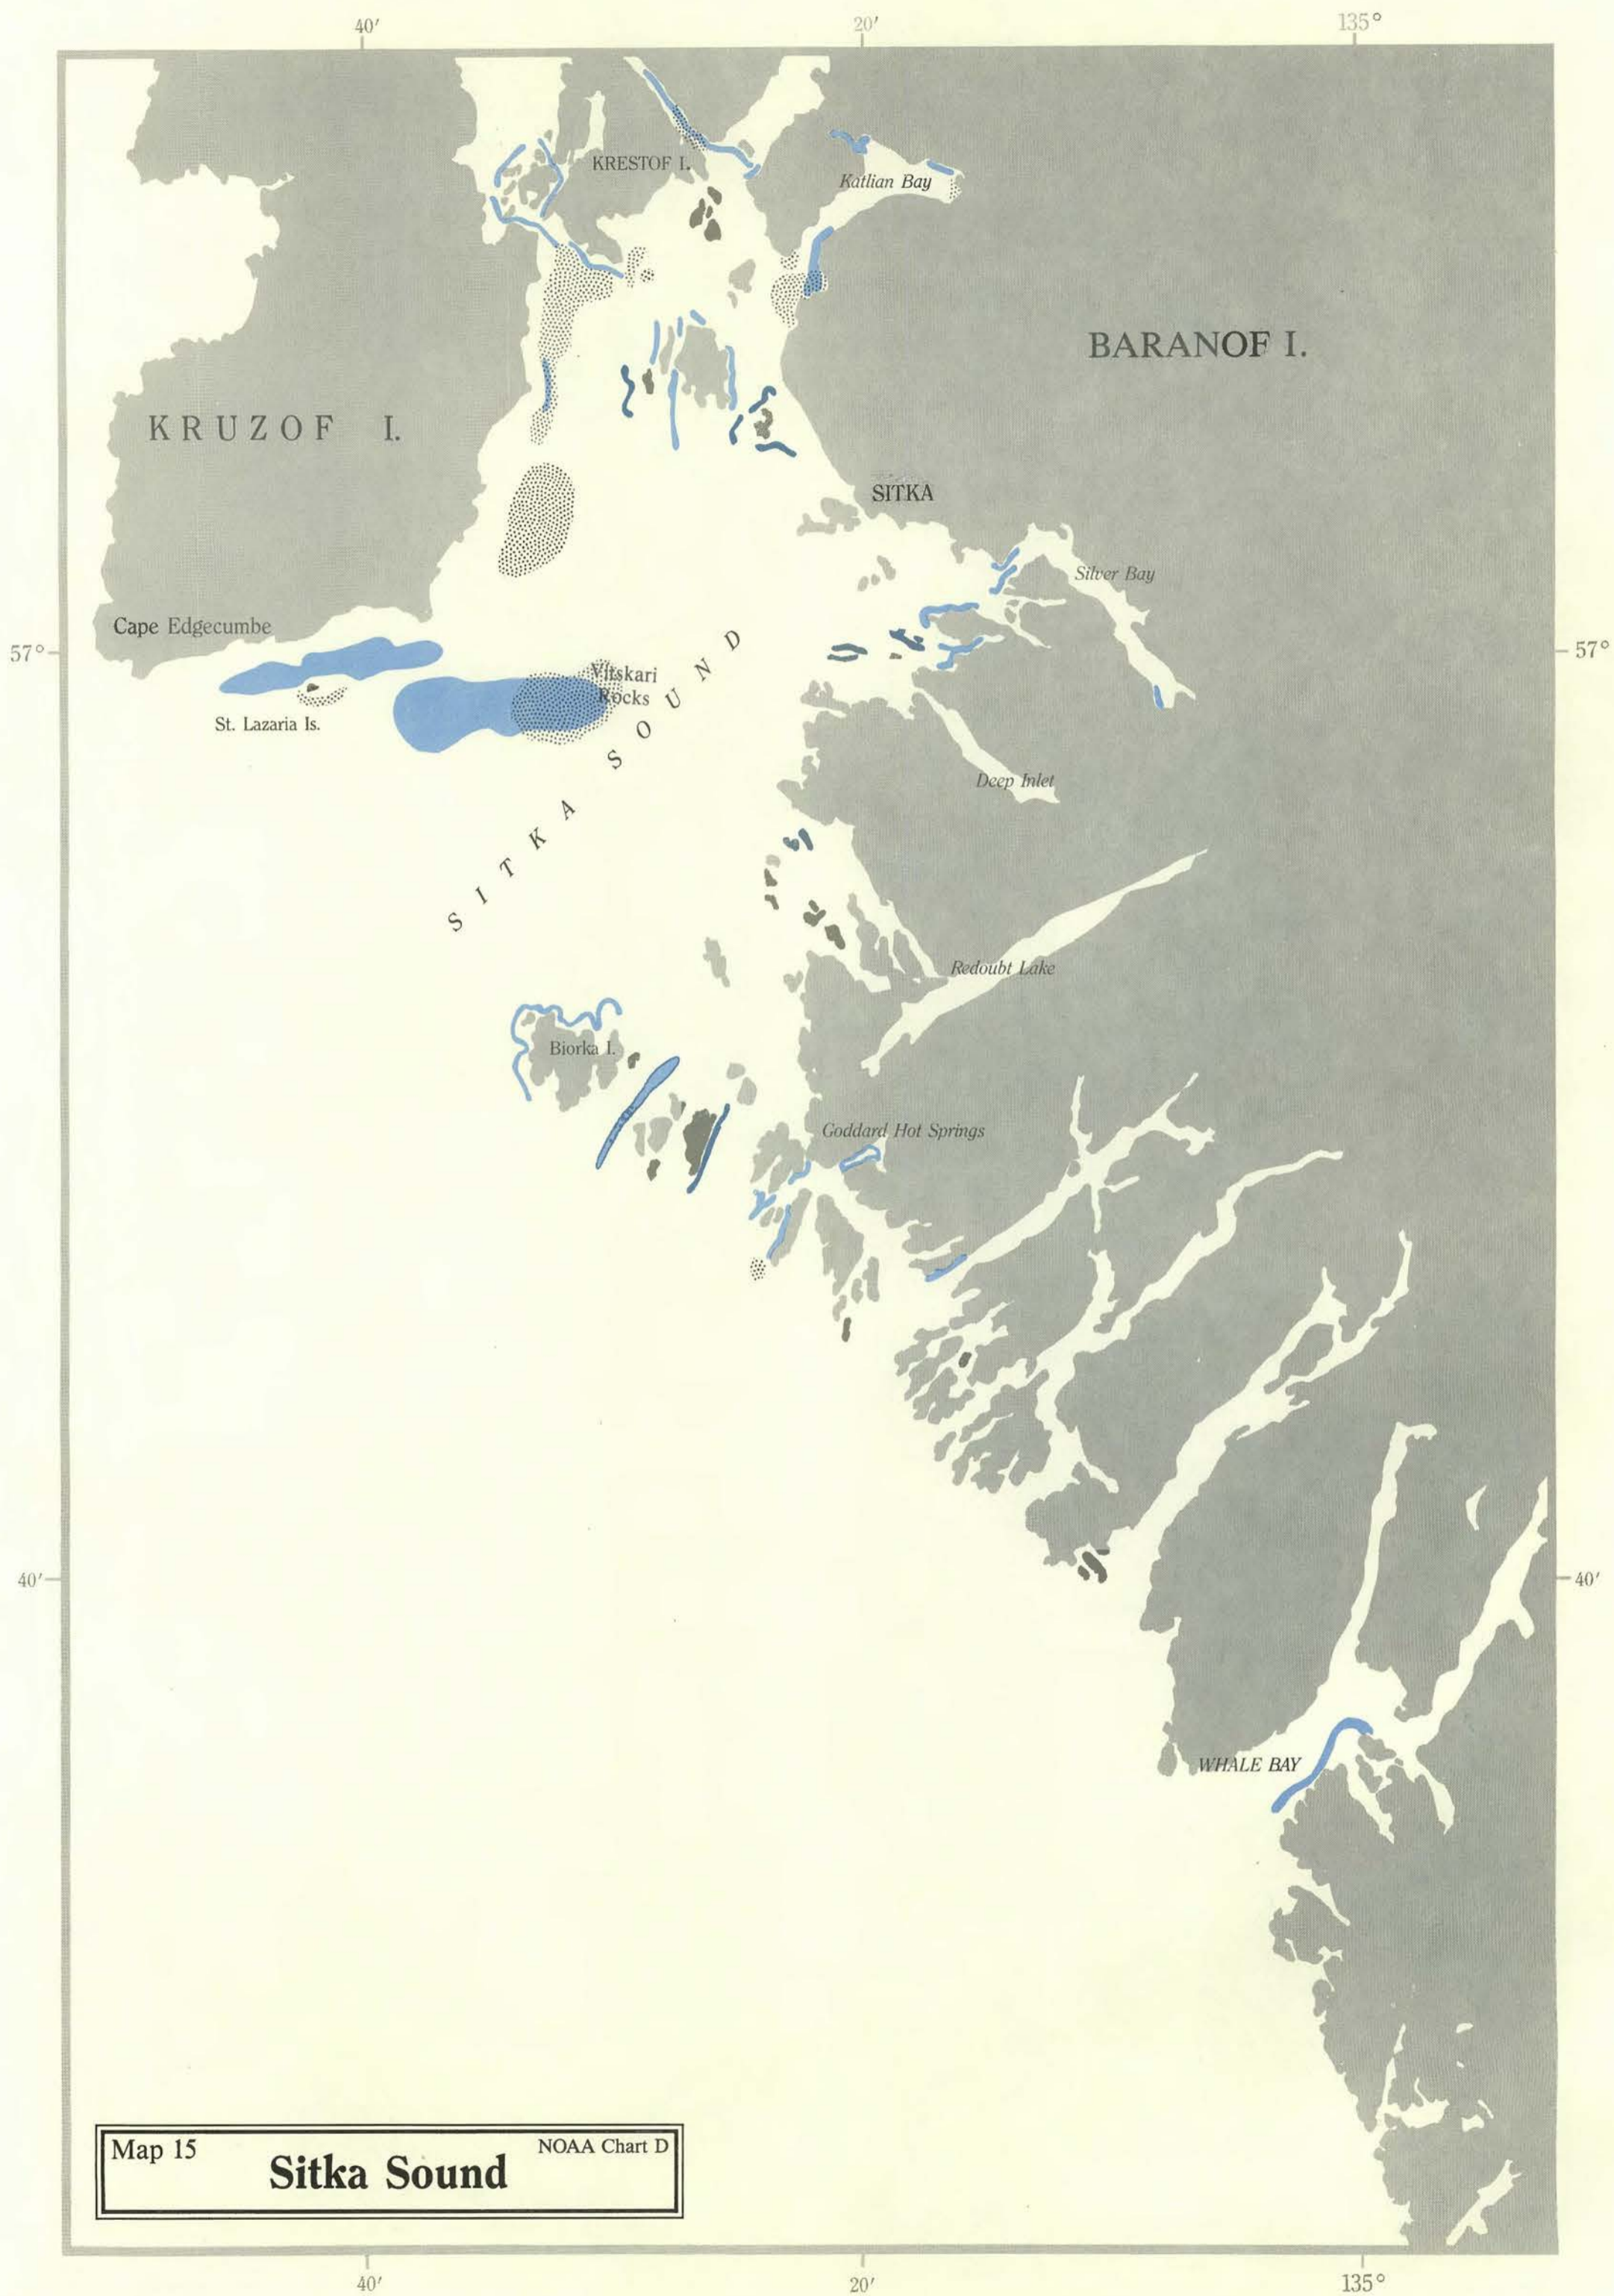 40′ 20′ 135°
KRESTOF I.
Katlian Bay
BARANOF I.
KRUZOF I.
SITKA
Silver Bay
Cape Edgecumbe
57° 57°
Vitskari
Rocks
St. Lazaria Is.
SITKA SOUND
Deep Inlet
Redoubt Lake
Biorka I.
Goddard Hot Springs
40′ 40′
WHALE BAY
Map 15 NOAA Chart D
Sitka Sound
40′ 20′ 135°